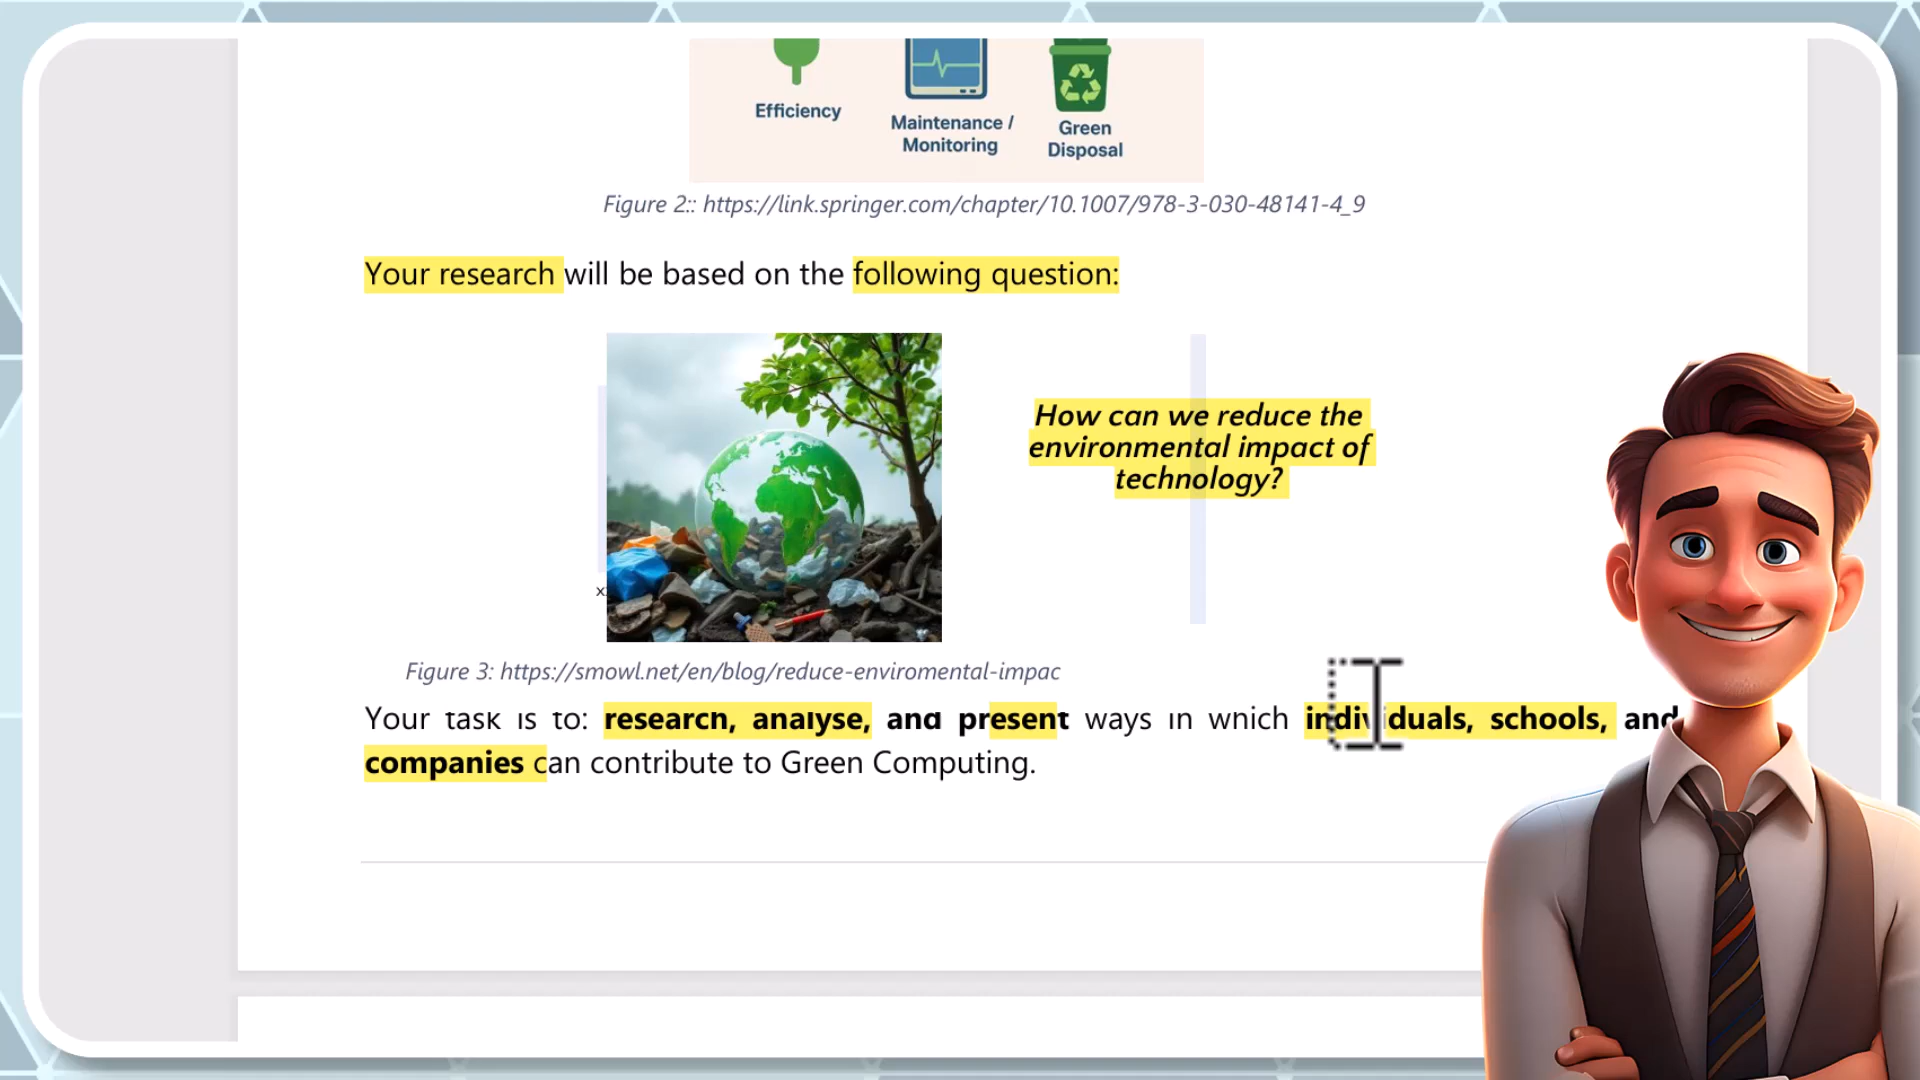 Efficiency
Maintenance /
Monitoring
Green
Disposal
Figure 2:: https://link.springer.com/chapter/10.1007/978-3-030-48141-4_9
Your research will be based on the following question:
How can we reduce the
environmental impact of
technology?
Figure 3: https://smowl.net/en/blog/reduce-enviromental-impac
Your task is to: research, analyse, and present ways in which individuals, schools, and
companies can contribute to Green Computing.